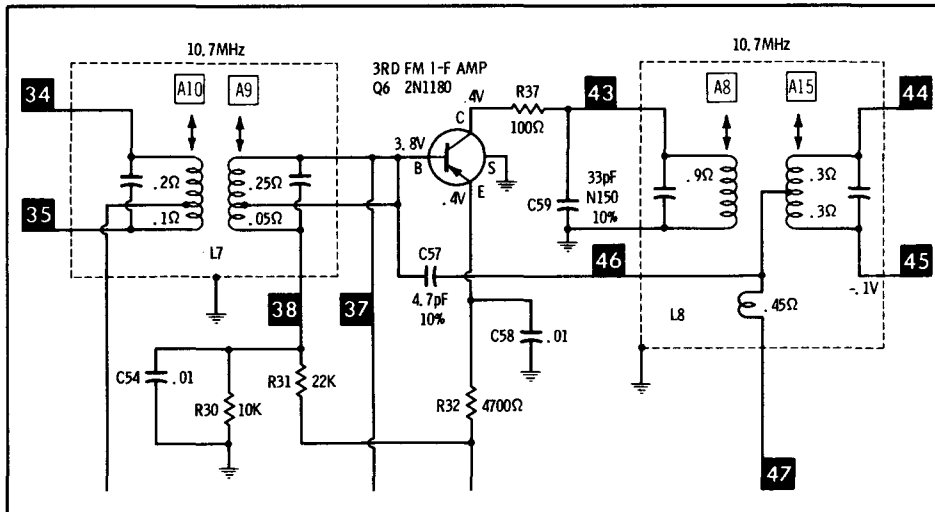 10.7MHz
10.7MHz
34
A10
A9
3RD FM I-F AMP
Q6 2N1180
.4V
C
R37
100Ω
43
A8
A15
44
3.8V
B
S
.2Ω
.25Ω
33pF
N150
10%
.9Ω
.3Ω
35
.1Ω
.05Ω
.4V
E
C59
.3Ω
L7
C57
4.7pF
10%
46
45
-.1V
38
37
.45Ω
L8
C58
.01
C54
.01
R30
10K
R31
22K
R32
4700Ω
47